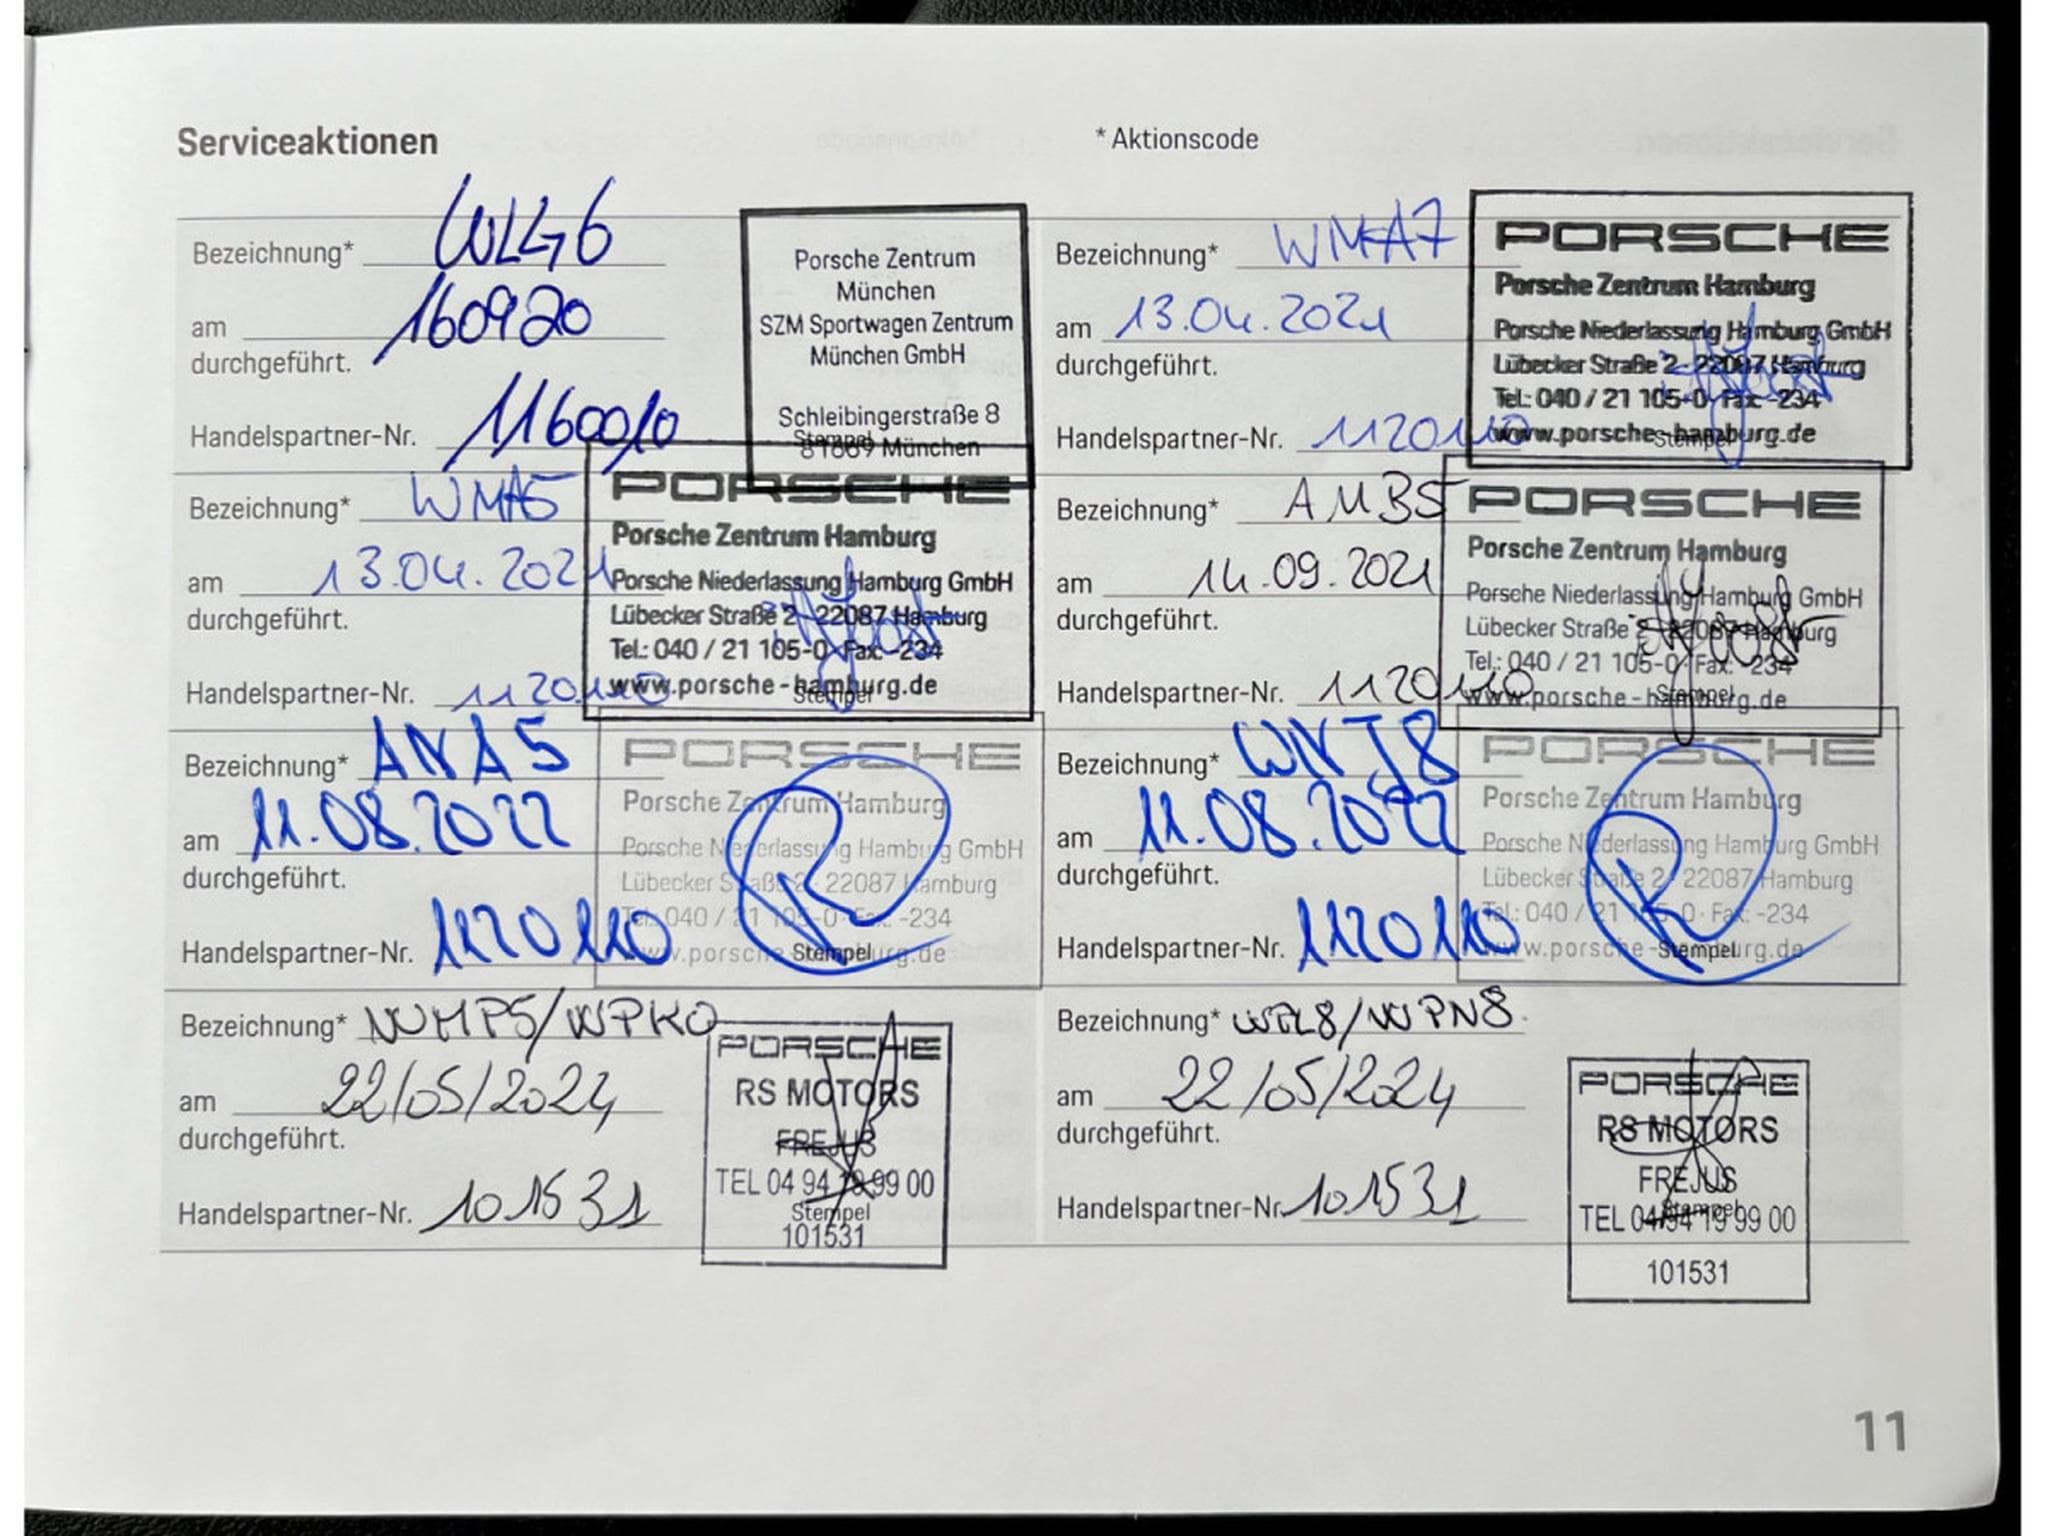 Serviceaktionen
* Aktionscode
Bezeichnung* WLG6
am 160920
durchgeführt.
Handelspartner-Nr. 1160010
Porsche Zentrum
München
SZM Sportwagen Zentrum
München GmbH
Schleibingerstraße 8
Stempel
81669 München
Bezeichnung* WMA7
am 13.04.2021
durchgeführt.
Handelspartner-Nr. 1120110
PORSCHE
Porsche Zentrum Hamburg
Porsche Niederlassung Hamburg GmbH
Lübecker Straße 2 · 22087 Hamburg
Tel.: 040 / 21 105-0 · Fax: -234
www.porsche-hamburg.de
Stempel
Bezeichnung* WMA5
am 13.04.2021
durchgeführt.
Handelspartner-Nr. 1120110
PORSCHE
Porsche Zentrum Hamburg
Porsche Niederlassung Hamburg GmbH
Lübecker Straße 2 · 22087 Hamburg
Tel.: 040 / 21 105-0 · Fax: -234
www.porsche-hamburg.de
Stempel
Bezeichnung* AMB5
am 14.09.2021
durchgeführt.
Handelspartner-Nr. 1120110
PORSCHE
Porsche Zentrum Hamburg
Porsche Niederlassung Hamburg GmbH
Lübecker Straße 2 · 22087 Hamburg
Tel.: 040 / 21 105-0 · Fax: -234
www.porsche-hamburg.de
Stempel
Bezeichnung* ANA5
am 11.08.2022
durchgeführt.
Handelspartner-Nr. 1120110
PORSCHE
Porsche Zentrum Hamburg
Porsche Niederlassung Hamburg GmbH
Lübecker Straße 2 · 22087 Hamburg
Tel.: 040 / 21 105-0 · Fax: -234
www.porsche-hamburg.de
Stempel
Bezeichnung* WNJ8
am 11.08.2022
durchgeführt.
Handelspartner-Nr. 1120110
PORSCHE
Porsche Zentrum Hamburg
Porsche Niederlassung Hamburg GmbH
Lübecker Straße 2 · 22087 Hamburg
Tel.: 040 / 21 105-0 · Fax: -234
www.porsche-hamburg.de
Stempel
Bezeichnung* WHP5/WPK0
am 22/05/2024
durchgeführt.
Handelspartner-Nr. 101531
PORSCHE
RS MOTORS
FREJUS
TEL 04 94 19 99 00
Stempel
101531
Bezeichnung* WPL8/WPN8
am 22/05/2024
durchgeführt.
Handelspartner-Nr. 101531
PORSCHE
RS MOTORS
FREJUS
Stempel
TEL 04 94 19 99 00
101531
11